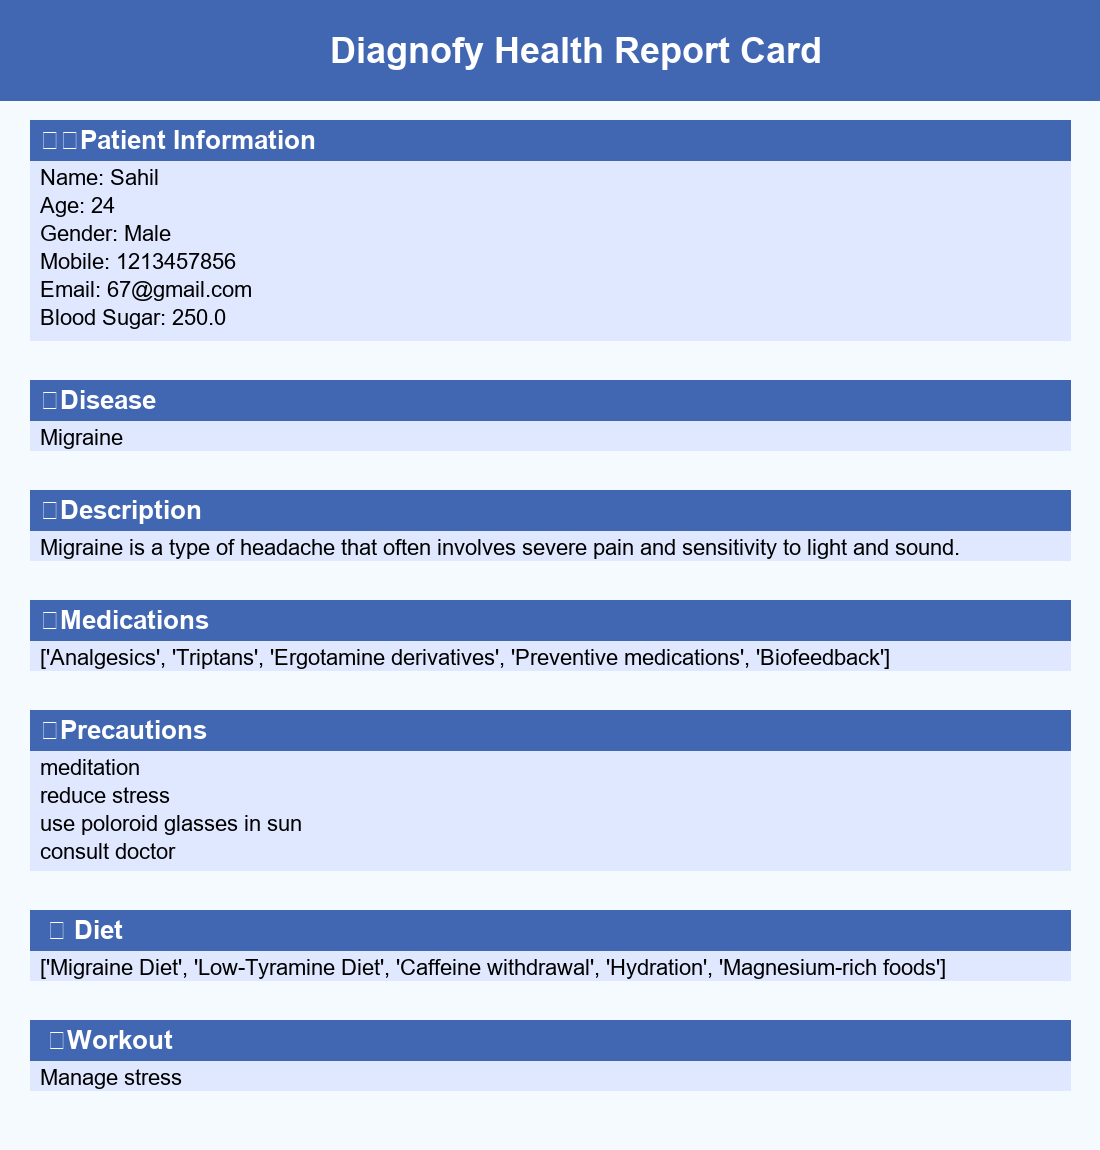 Diagnofy Health Report Card
Patient Information
Name: Sahil
Age: 24
Gender: Male
Mobile: 1213457856
Email: 67@gmail.com
Blood Sugar: 250.0
Disease
Migraine
Description
Migraine is a type of headache that often involves severe pain and sensitivity to light and sound.
Medications
['Analgesics', 'Triptans', 'Ergotamine derivatives', 'Preventive medications', 'Biofeedback']
Precautions
meditation
reduce stress
use poloroid glasses in sun
consult doctor
Diet
['Migraine Diet', 'Low-Tyramine Diet', 'Caffeine withdrawal', 'Hydration', 'Magnesium-rich foods']
Workout
Manage stress